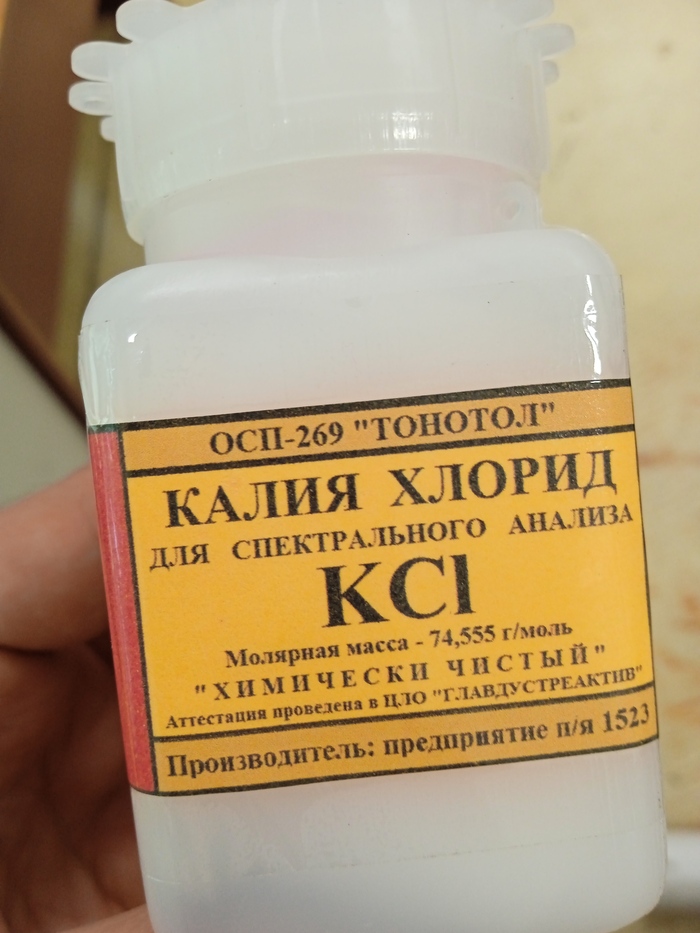 ОСП-269 "ТОНОТОЛ"
КАЛИЯ ХЛОРИД
ДЛЯ СПЕКТРАЛЬНОГО АНАЛИЗА
KCl
Молярная масса - 74,555 г/моль
"ХИМИЧЕСКИ ЧИСТЫЙ"
Аттестация проведена в ЦЛО "ГЛАВДУСТРЕАКТИВ"
Производитель: предприятие п/я 1523